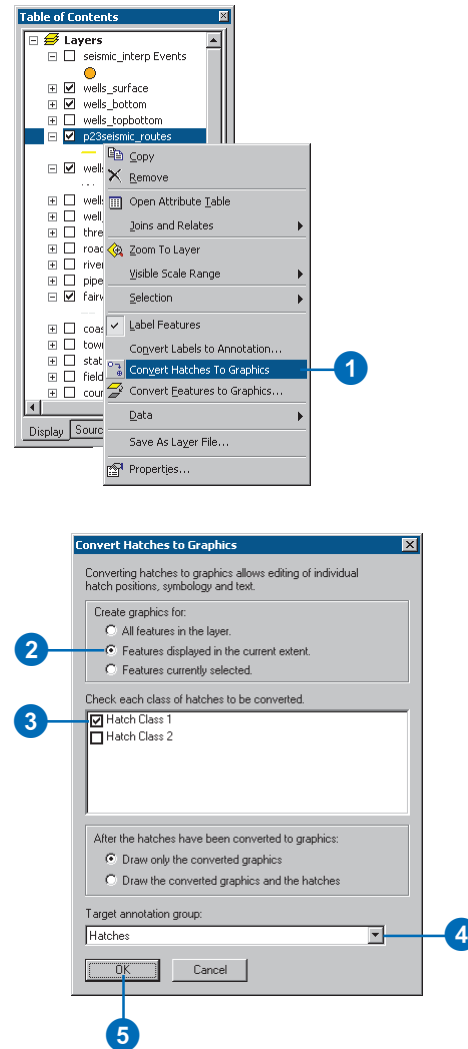 Table of Contents
Layers
seismic_interp Events
wells_surface
wells_bottom
wells_topbottom
p23seismic_routes
Copy
Remove
Open Attribute Table
Joins and Relates
Zoom To Layer
Visible Scale Range
Selection
Label Features
Convert Labels to Annotation...
Convert Hatches To Graphics
1
Convert Features to Graphics...
Data
Save As Layer File...
Properties...
Display
Convert Hatches to Graphics
Converting hatches to graphics allows editing of individual
hatch positions, symbology and text.
Create graphics for:
All features in the layer.
2
Features displayed in the current extent.
Features currently selected.
Check each class of hatches to be converted.
3
Hatch Class 1
Hatch Class 2
After the hatches have been converted to graphics:
Draw only the converted graphics
Draw the converted graphics and the hatches
Target annotation group:
Hatches
4
OK
Cancel
5